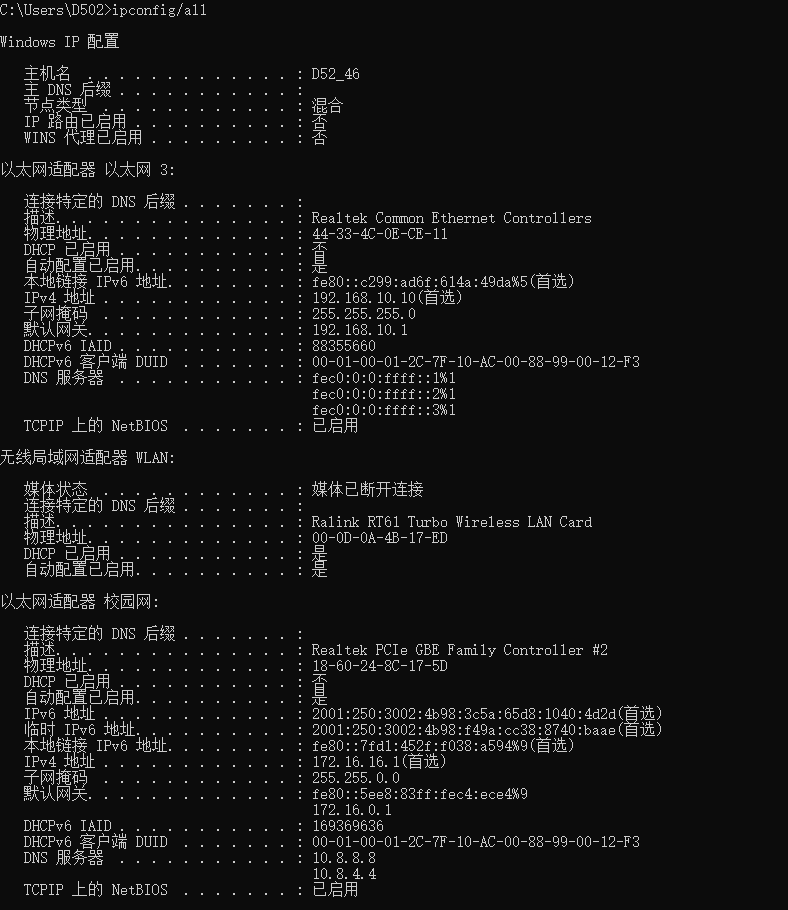 C:\Users\D502>ipconfig/all
Windows IP 配置
主机名 . . . . . . . . . . . . . : D52_46
主 DNS 后缀 . . . . . . . . . . . :
节点类型 . . . . . . . . . . . . : 混合
IP 路由已启用 . . . . . . . . . . : 否
WINS 代理已启用 . . . . . . . . . : 否
以太网适配器 以太网 3:
连接特定的 DNS 后缀 . . . . . . . :
描述. . . . . . . . . . . . . . . : Realtek Common Ethernet Controllers
物理地址. . . . . . . . . . . . . : 44-33-4C-0E-CE-11
DHCP 已启用 . . . . . . . . . . . : 否
自动配置已启用. . . . . . . . . . : 是
本地链接 IPv6 地址. . . . . . . . : fe80::c299:ad6f:614a:49da%5(首选)
IPv4 地址 . . . . . . . . . . . . : 192.168.10.10(首选)
子网掩码 . . . . . . . . . . . . : 255.255.255.0
默认网关. . . . . . . . . . . . . : 192.168.10.1
DHCPv6 IAID . . . . . . . . . . . : 88355660
DHCPv6 客户端 DUID . . . . . . . : 00-01-00-01-2C-7F-10-AC-00-88-99-00-12-F3
DNS 服务器 . . . . . . . . . . . : fec0:0:0:ffff::1%1
fec0:0:0:ffff::2%1
fec0:0:0:ffff::3%1
TCPIP 上的 NetBIOS . . . . . . . : 已启用
无线局域网适配器 WLAN:
媒体状态 . . . . . . . . . . . . : 媒体已断开连接
连接特定的 DNS 后缀 . . . . . . . :
描述. . . . . . . . . . . . . . . : Ralink RT61 Turbo Wireless LAN Card
物理地址. . . . . . . . . . . . . : 00-0D-0A-4B-17-ED
DHCP 已启用 . . . . . . . . . . . : 是
自动配置已启用. . . . . . . . . . : 是
以太网适配器 校园网:
连接特定的 DNS 后缀 . . . . . . . :
描述. . . . . . . . . . . . . . . : Realtek PCIe GBE Family Controller #2
物理地址. . . . . . . . . . . . . : 18-60-24-8C-17-5D
DHCP 已启用 . . . . . . . . . . . : 否
自动配置已启用. . . . . . . . . . : 是
IPv6 地址 . . . . . . . . . . . . : 2001:250:3002:4b98:3c5a:65d8:1040:4d2d(首选)
临时 IPv6 地址. . . . . . . . . . : 2001:250:3002:4b98:f49a:cc38:8740:baae(首选)
本地链接 IPv6 地址. . . . . . . . : fe80::7fd1:452f:f038:a594%9(首选)
IPv4 地址 . . . . . . . . . . . . : 172.16.16.1(首选)
子网掩码 . . . . . . . . . . . . : 255.255.0.0
默认网关. . . . . . . . . . . . . : fe80::5ee8:83ff:fec4:ece4%9
172.16.0.1
DHCPv6 IAID . . . . . . . . . . . : 169369636
DHCPv6 客户端 DUID . . . . . . . : 00-01-00-01-2C-7F-10-AC-00-88-99-00-12-F3
DNS 服务器 . . . . . . . . . . . : 10.8.8.8
10.8.4.4
TCPIP 上的 NetBIOS . . . . . . . : 已启用